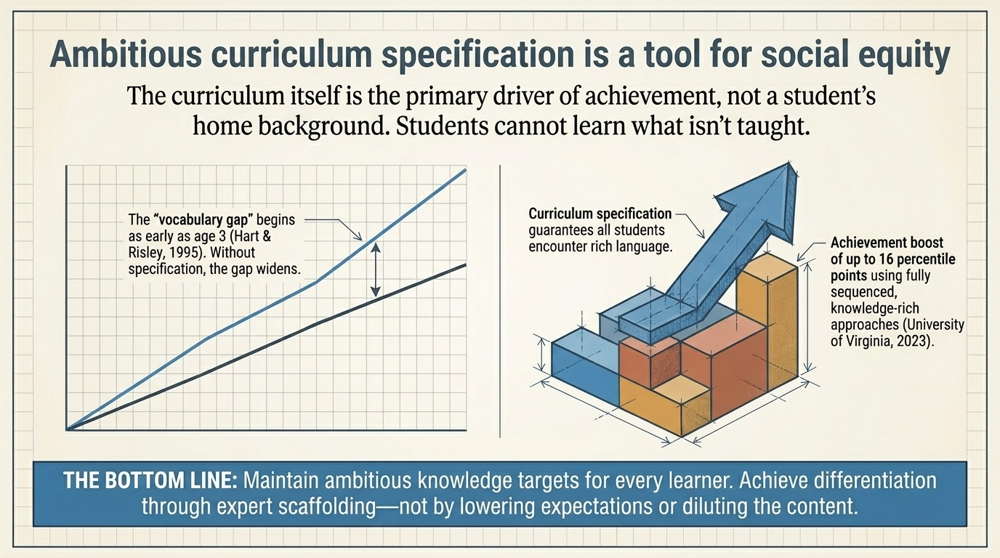 Ambitious curriculum specification is a tool for social equity
The curriculum itself is the primary driver of achievement, not a student’s
home background. Students cannot learn what isn’t taught.
The “vocabulary gap” begins
as early as age 3 (Hart &
Risley, 1995). Without
specification, the gap widens.
Curriculum specification
guarantees all students
encounter rich language.
Achievement boost
of up to 16 percentile
points using fully
sequenced,
knowledge-rich
approaches (University
of Virginia, 2023).
THE BOTTOM LINE: Maintain ambitious knowledge targets for every learner. Achieve differentiation
through expert scaffolding—not by lowering expectations or diluting the content.